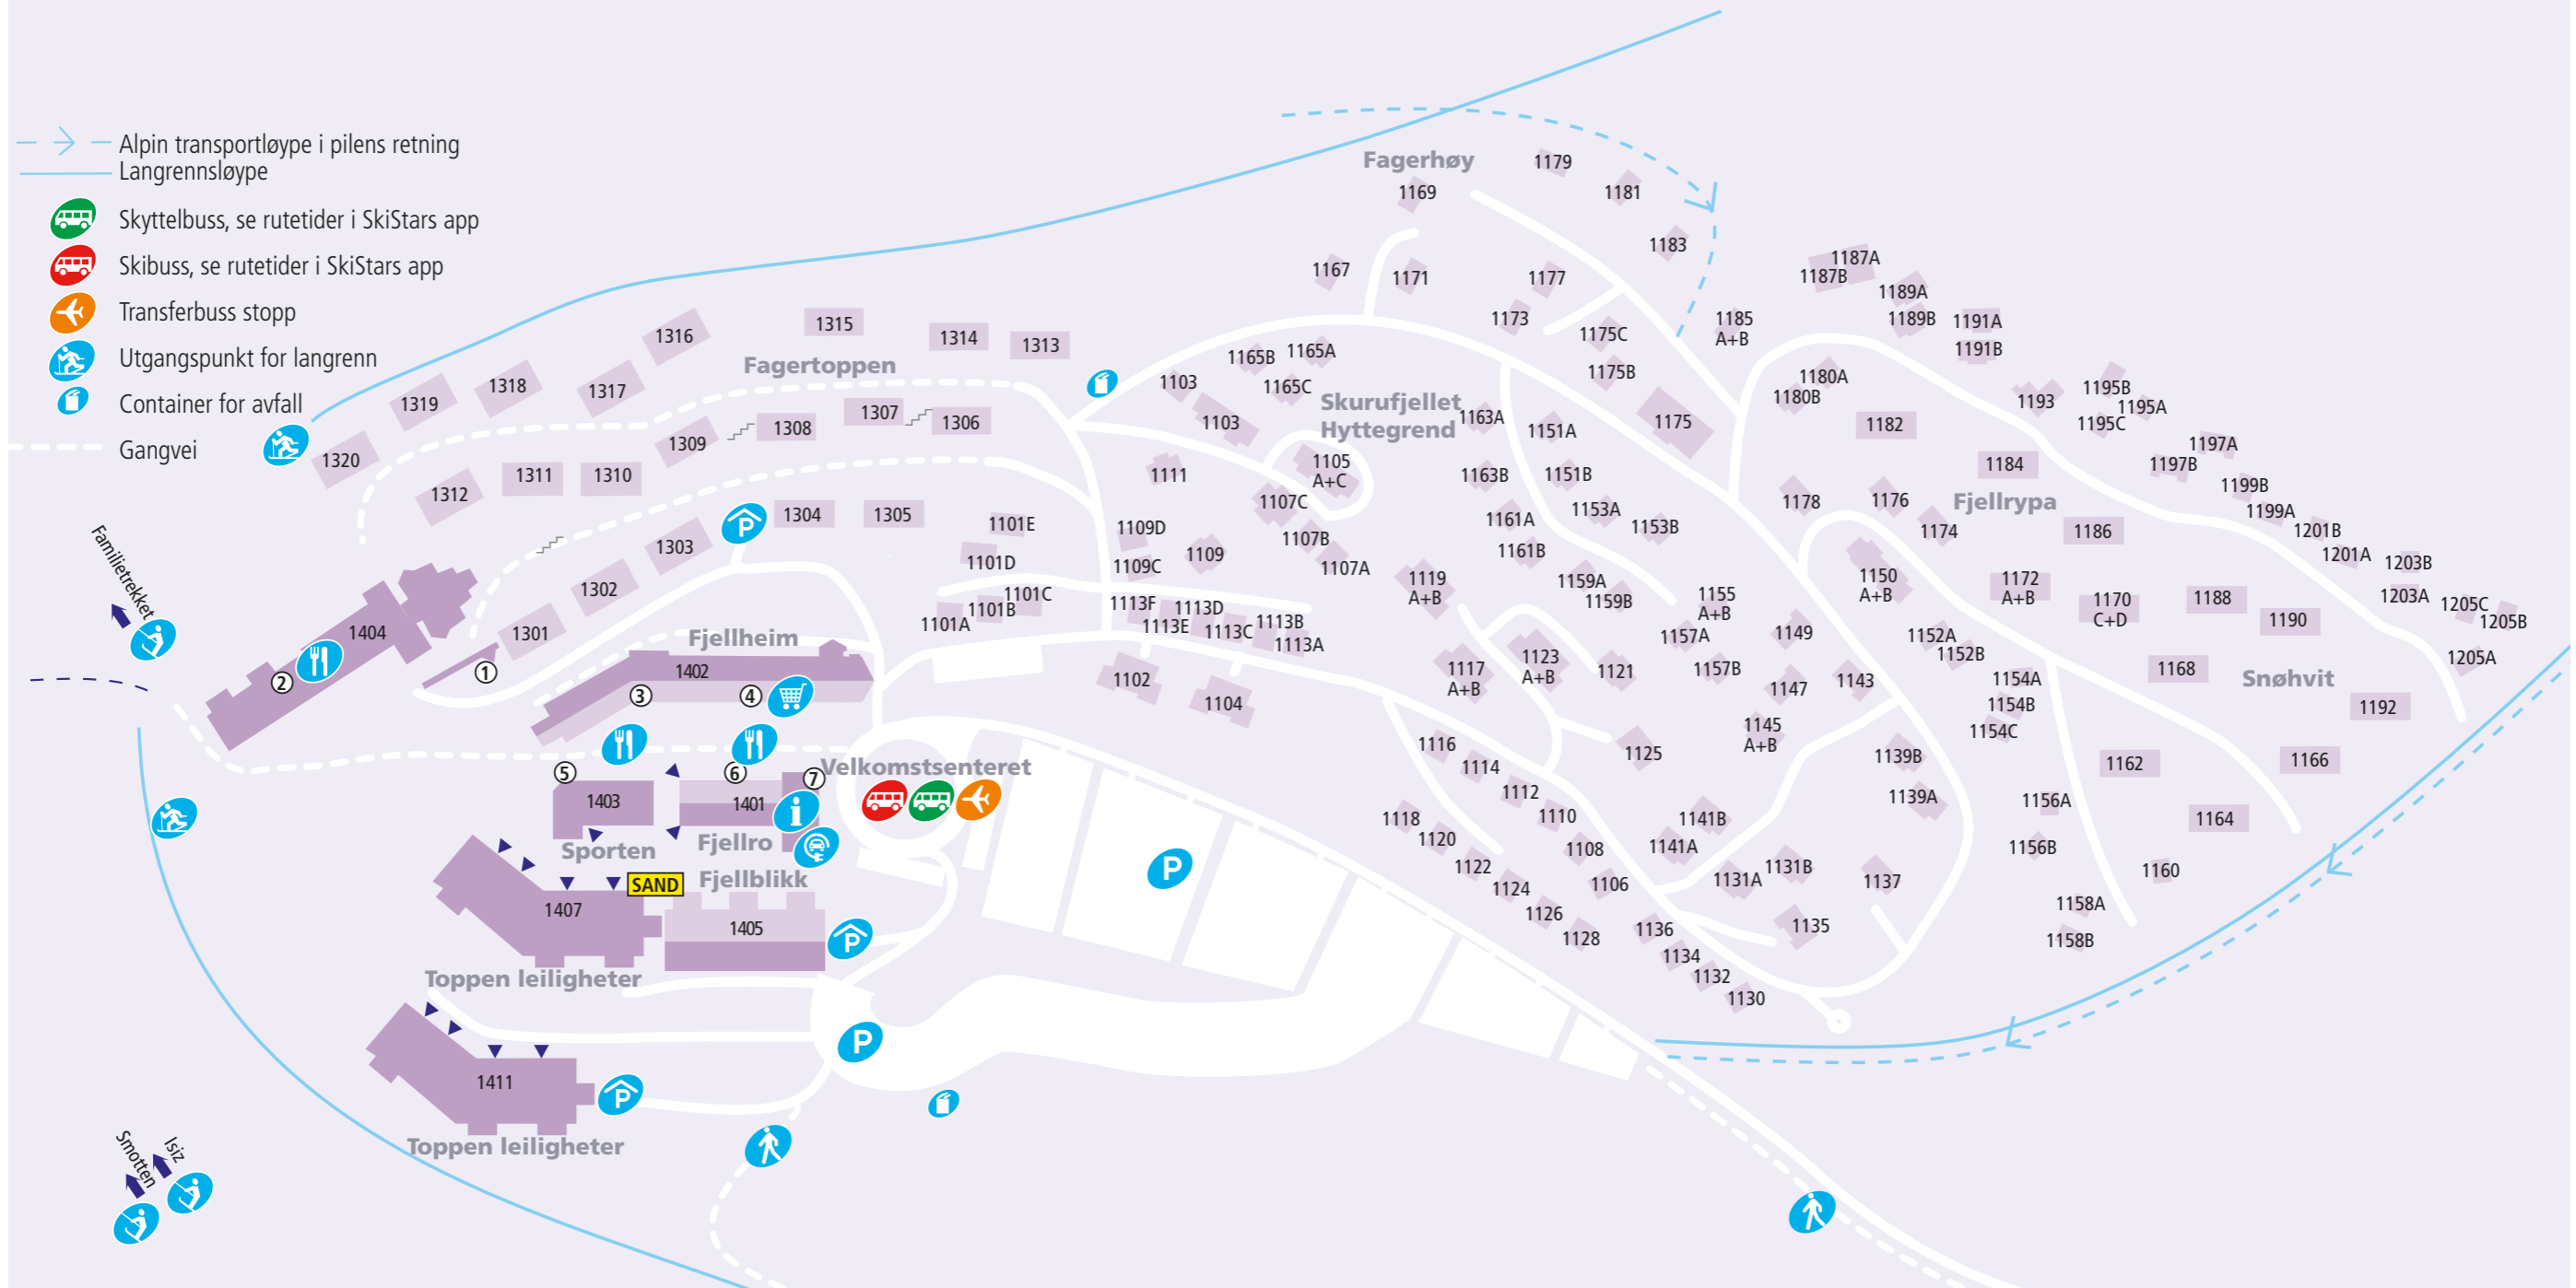 Alpin transportløype i pilens retning
Langrennsløype
Skyttelbuss, se rutetider i SkiStars app
Skibuss, se rutetider i SkiStars app
Transferbuss stopp
Utgangspunkt for langrenn
Container for avfall
Gangvei
Familietrekket
Smotten
Isiz
Fagertoppen
1316
1315
1314
1313
1319
1318
1317
1320
1309
1308
1307
1306
1312
1311
1310
1304
1305
1303
1302
1301
1404
①
②
Fjellheim
1402
③
④
⑤
⑥
⑦
1403
1401
Sporten
Fjellro
Velkomstsenteret
P
i
SAND
Fjellblikk
1407
1405
P
Toppen leiligheter
1411
P
Toppen leiligheter
P
P
Fagerhøy
1179
1169
1181
1183
1167
1171
1177
1173
1175C
1175B
1175
1185
A+B
1187A
1187B
1189A
1189B
1191A
1191B
1165B
1165A
1165C
1103
1103
Skurufjellet
Hyttegrend
1163A
1151A
1105
A+C
1163B
1151B
1111
1107C
1153A
1153B
1161A
1161B
1107B
1107A
1101E
1101D
1101C
1101B
1101A
1109D
1109
1109C
1113F
1113D
1113E
1113C
1113B
1113A
1102
1104
1119
A+B
1159A
1159B
1155
A+B
1157A
1157B
1149
1147
1143
1117
A+B
1123
A+B
1121
1145
A+B
1125
1116
1114
1112
1110
1108
1106
1118
1120
1122
1124
1126
1128
1141B
1141A
1131A
1131B
1139B
1139A
1137
1135
1136
1134
1132
1130
1180A
1180B
1182
1193
1195B
1195A
1195C
1184
1197A
1197B
1199B
1199A
Fjellrypa
1178
1176
1174
1186
1201B
1201A
1203B
1203A
1150
A+B
1172
A+B
1170
C+D
1188
1190
1205C
1205B
1205A
1152A
1152B
1154A
1154B
1154C
1168
Snøhvit
1192
1162
1166
1164
1156A
1156B
1160
1158A
1158B